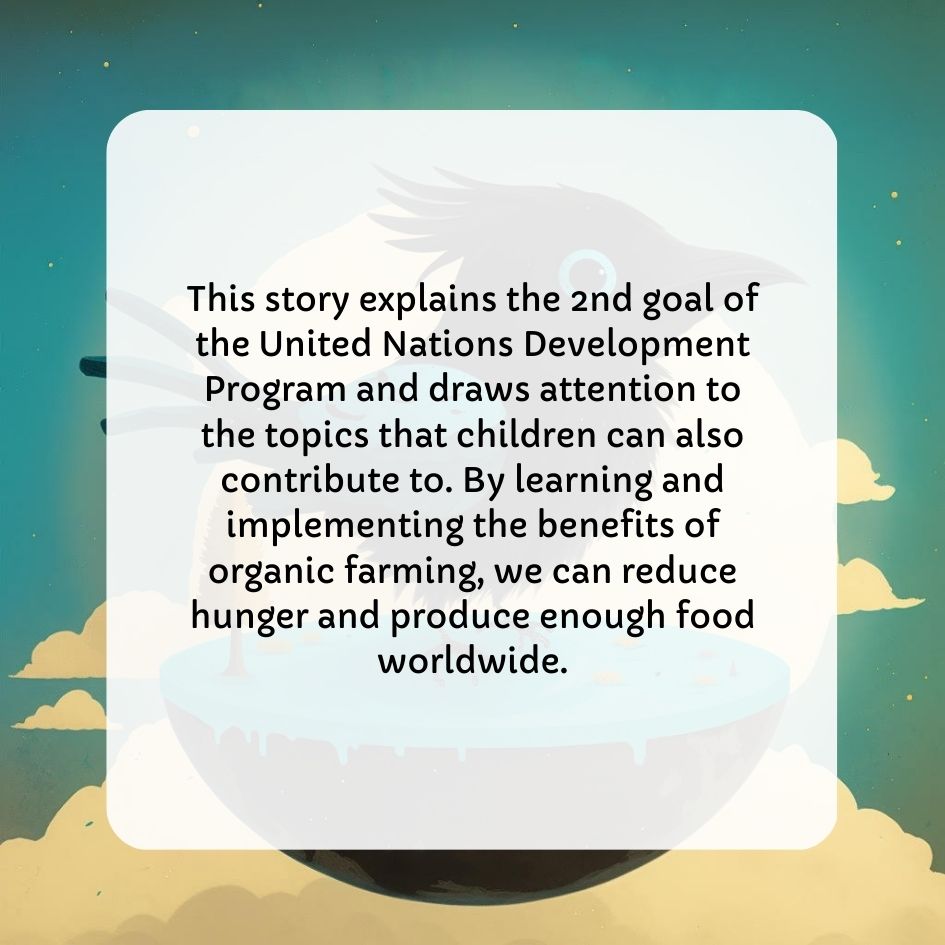 This story explains the 2nd goal of
the United Nations Development
Program and draws attention to
the topics that children can also
contribute to. By learning and
implementing the benefits of
organic farming, we can reduce
hunger and produce enough food
worldwide.